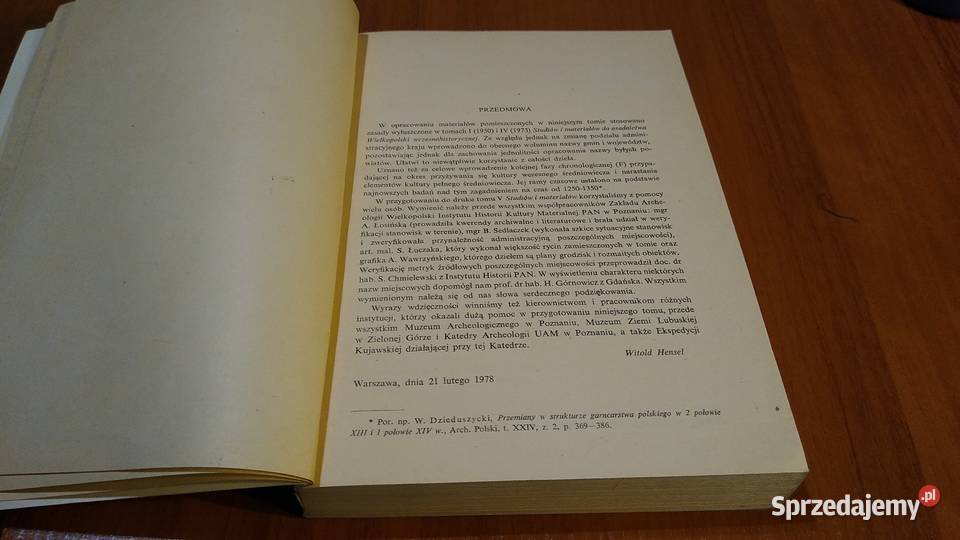 PRZEDMOWA
W opracowaniu materiałów pomieszczonych w niniejszym tomie stosowano
zasady wyłuszczone w tomach I (1950) i IV (1973) Studiów i materiałów do osadnictwa
Wielkopolski wczesnohistorycznej. Ze względu jednak na zmianę podziału admini-
stracyjnego kraju wprowadzono do obecnego woluminu nazwy gmin i województw,
pozostawiając jednak dla zachowania jednolitości opracowania nazwy byłych po-
wiatów. Ułatwi to niewątpliwie korzystanie z całości dzieła.
Uznano też za celowe wprowadzenie kolejnej fazy chronologicznej (F) przypa-
dającej na okres przyżywania się kultury wczesnego średniowiecza i narastania
elementów kultury pełnego średniowiecza. Jej ramy czasowe ustalono na podstawie
najnowszych badań nad tym zagadnieniem na czas od 1250-1350*.
W przygotowaniu do druku tomu V Studiów i materiałów korzystaliśmy z pomocy
wielu osób. Wymienić należy przede wszystkim współpracowników Zakładu Arche-
ologii Wielkopolski Instytutu Historii Kultury Materialnej PAN w Poznaniu: mgr
A. Łosińską (prowadziła kwerendy archiwalne i literaturowe i brała udział w wery-
fikacji stanowisk w terenie), mgr B. Sedlaczek (wykonała szkice sytuacyjne stanowisk
i zweryfikowała przynależność administracyjną poszczególnych miejscowości),
art. mal. S. Łuczaka, który wykonał większość rycin zamieszczonych w tomie oraz
grafika A. Wawrzyńskiego, którego dziełem są plany grodzisk i rozmaitych obiektów.
Weryfikację metryk źródłowych poszczególnych miejscowości przeprowadził doc. dr
hab. S. Chmielewski z Instytutu Historii PAN. W wyświetleniu charakteru niektórych
nazw miejscowych dopomógł nam prof. dr hab. H. Górnowicz z Gdańska. Wszystkim
wymienionym należą się od nas słowa serdecznego podziękowania.
Wyrazy wdzięczności winniśmy też kierownictwom i pracownikom różnych
instytucji, którzy okazali dużą pomoc w przygotowaniu niniejszego tomu, przede
wszystkim Muzeum Archeologicznego w Poznaniu, Muzeum Ziemi Lubuskiej
w Zielonej Górze i Katedry Archeologii UAM w Poznaniu, a także Ekspedycji
Kujawskiej działającej przy tej Katedrze.
Witold Hensel
Warszawa, dnia 21 lutego 1978
* Por. np. W. Dzieduszycki, Przemiany w strukturze garncarstwa polskiego w 2 połowie
XIII i 1 połowie XIV w., Arch. Polski, t. XXIV, z. 2, p. 369—386.
Sprzedajemy.pl